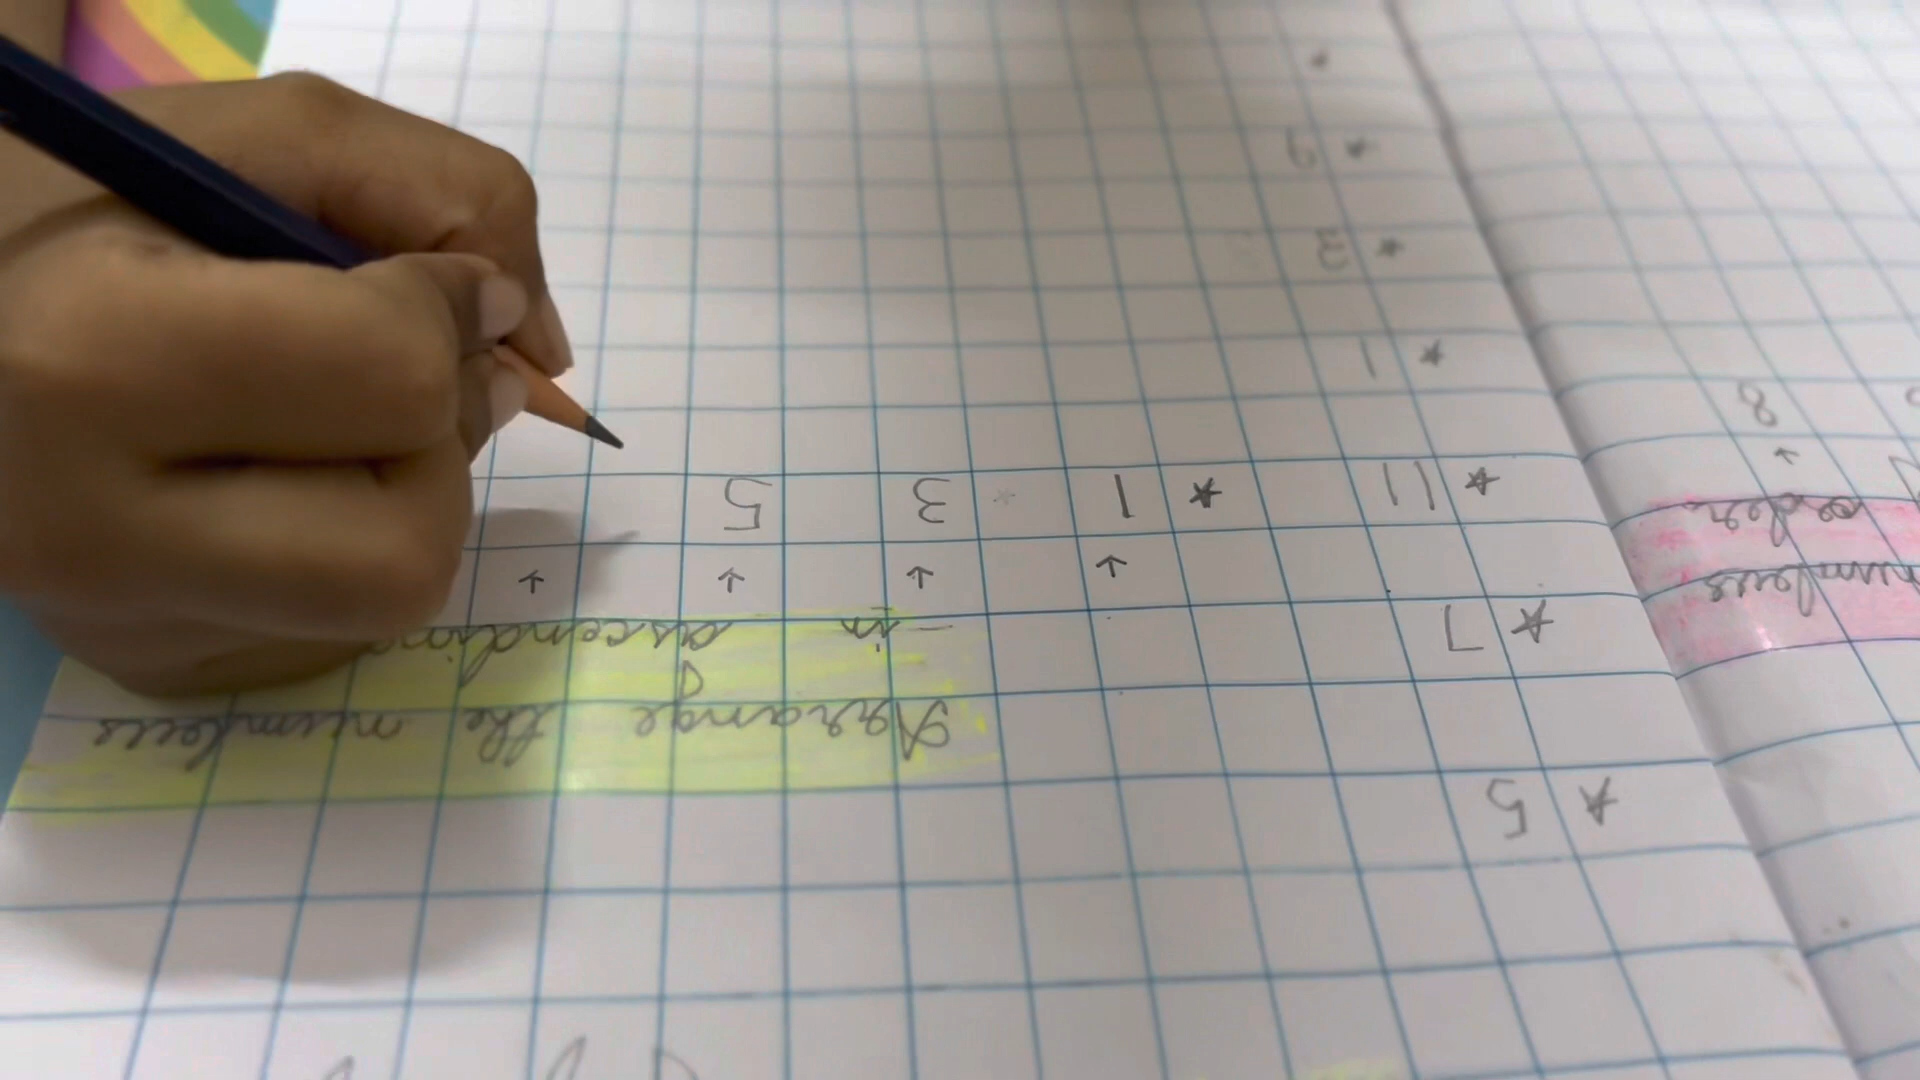 numbers
order
8
5
Arrange the numbers
7 in ascending
11 1 3 5
1
3
9